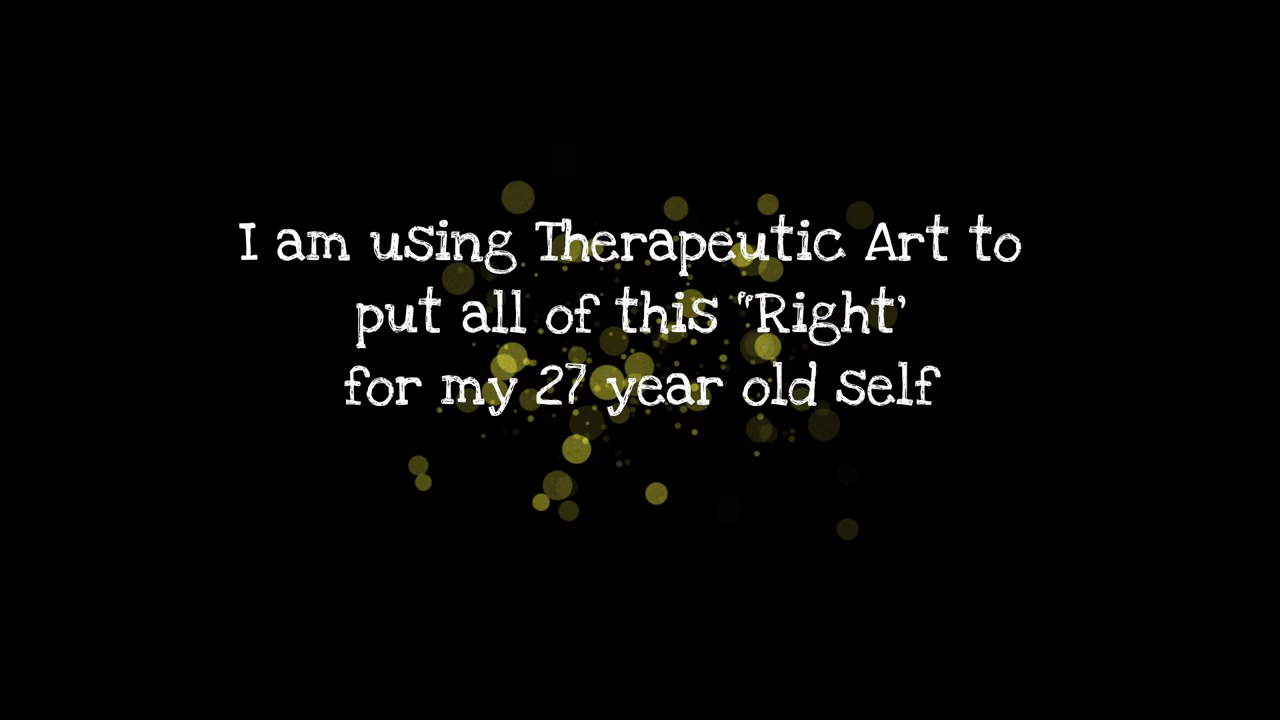 I am using Therapeutic Art to
put all of this "Right'
for my 27 year old self